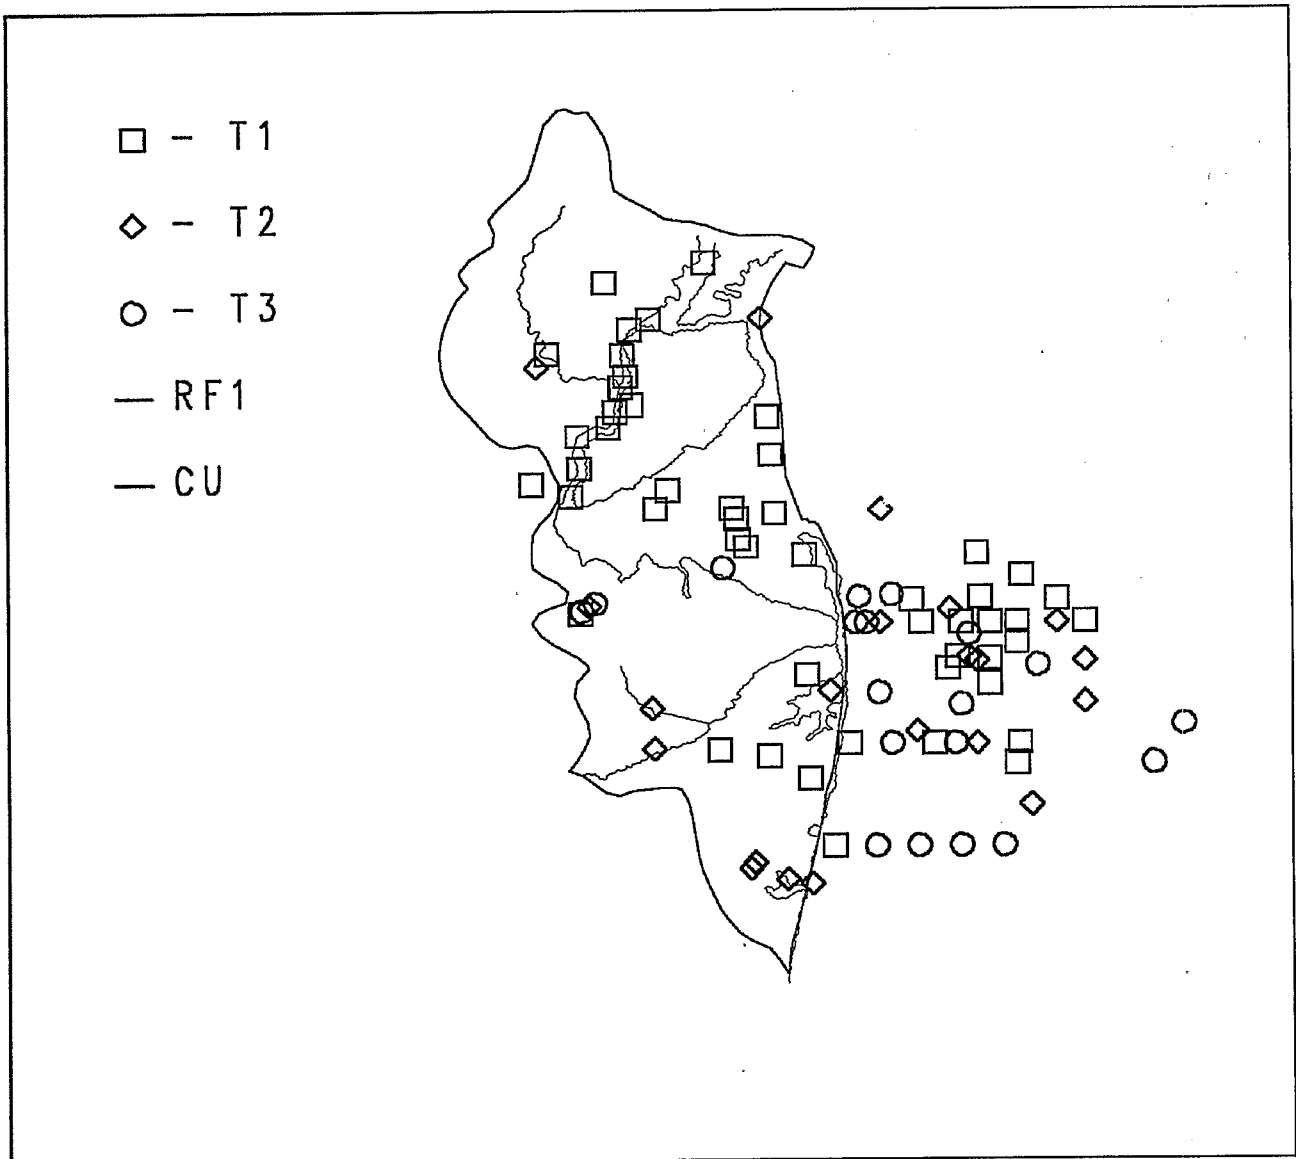 □ - T1
◇ - T2
○ - T3
— RF1
— CU